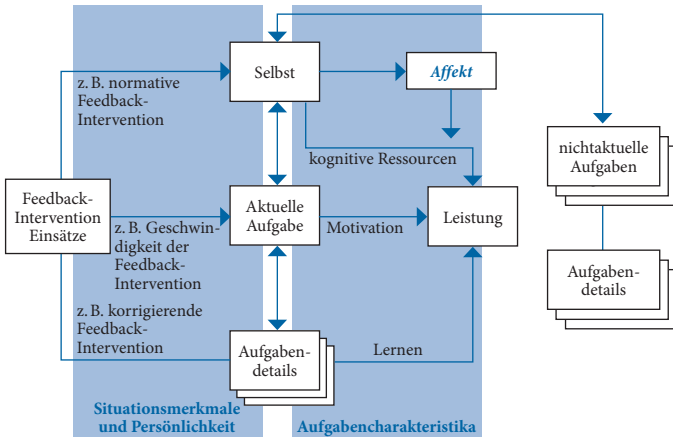 Selbst
Affekt
z. B. normative
Feedback-
Intervention
kognitive Ressourcen
nichtaktuelle
Aufgaben
Feedback-
Intervention
Einsätze
Aktuelle
Aufgabe
Motivation
Leistung
z. B. Geschwin-
digkeit der
Feedback-
Intervention
Aufgaben-
details
z. B. korrigierende
Feedback-
Intervention
Aufgaben-
details
Lernen
Situationsmerkmale
und Persönlichkeit
Aufgabencharakteristika